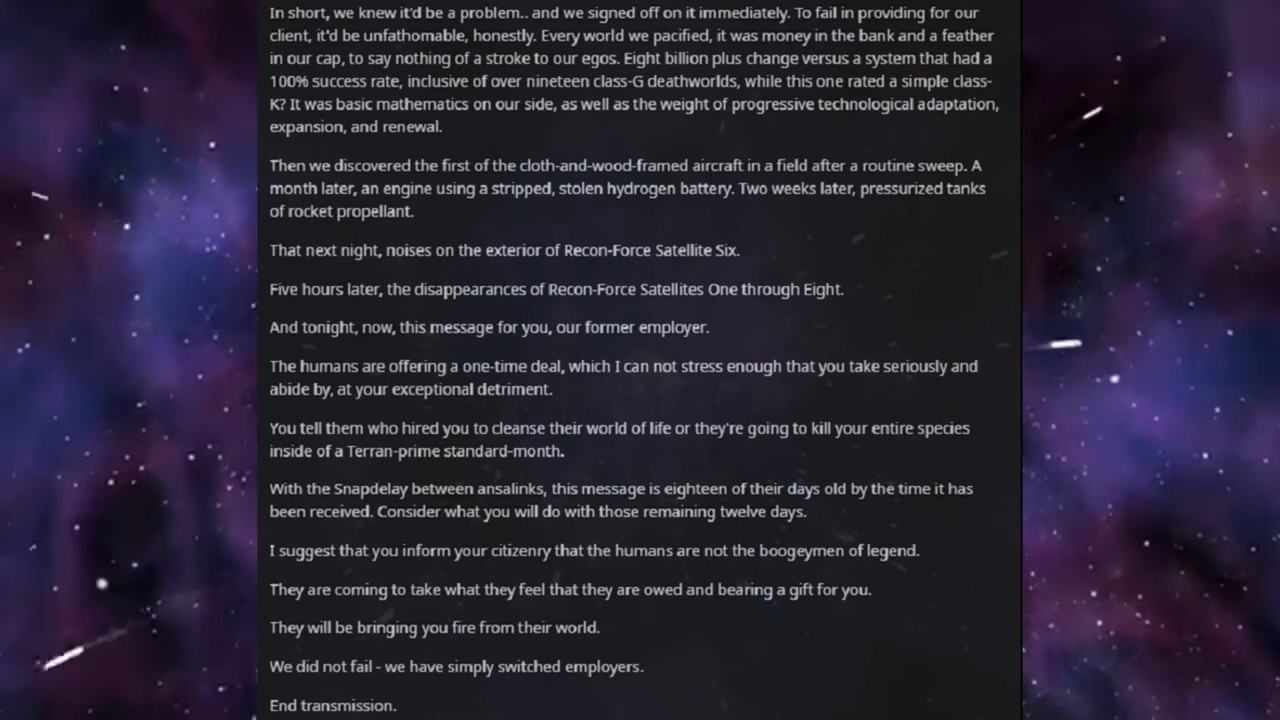 In short, we knew it'd be a problem.. and we signed off on it immediately. To fail in providing for our
client, it'd be unfathomable, honestly. Every world we pacified, it was money in the bank and a feather
in our cap, to say nothing of a stroke to our egos. Eight billion plus change versus a system that had a
100% success rate, inclusive of over nineteen class-G deathworlds, while this one rated a simple class-
K? It was basic mathematics on our side, as well as the weight of progressive technological adaptation,
expansion, and renewal.
Then we discovered the first of the cloth-and-wood-framed aircraft in a field after a routine sweep. A
month later, an engine using a stripped, stolen hydrogen battery. Two weeks later, pressurized tanks
of rocket propellant.
That next night, noises on the exterior of Recon-Force Satellite Six.
Five hours later, the disappearances of Recon-Force Satellites One through Eight.
And tonight, now, this message for you, our former employer.
The humans are offering a one-time deal, which I can not stress enough that you take seriously and
abide by, at your exceptional detriment.
You tell them who hired you to cleanse their world of life or they're going to kill your entire species
inside of a Terran-prime standard-month.
With the Snapdelay between ansalinks, this message is eighteen of their days old by the time it has
been received. Consider what you will do with those remaining twelve days.
I suggest that you inform your citizenry that the humans are not the boogeymen of legend.
They are coming to take what they feel that they are owed and bearing a gift for you.
They will be bringing you fire from their world.
We did not fail - we have simply switched employers.
End transmission.